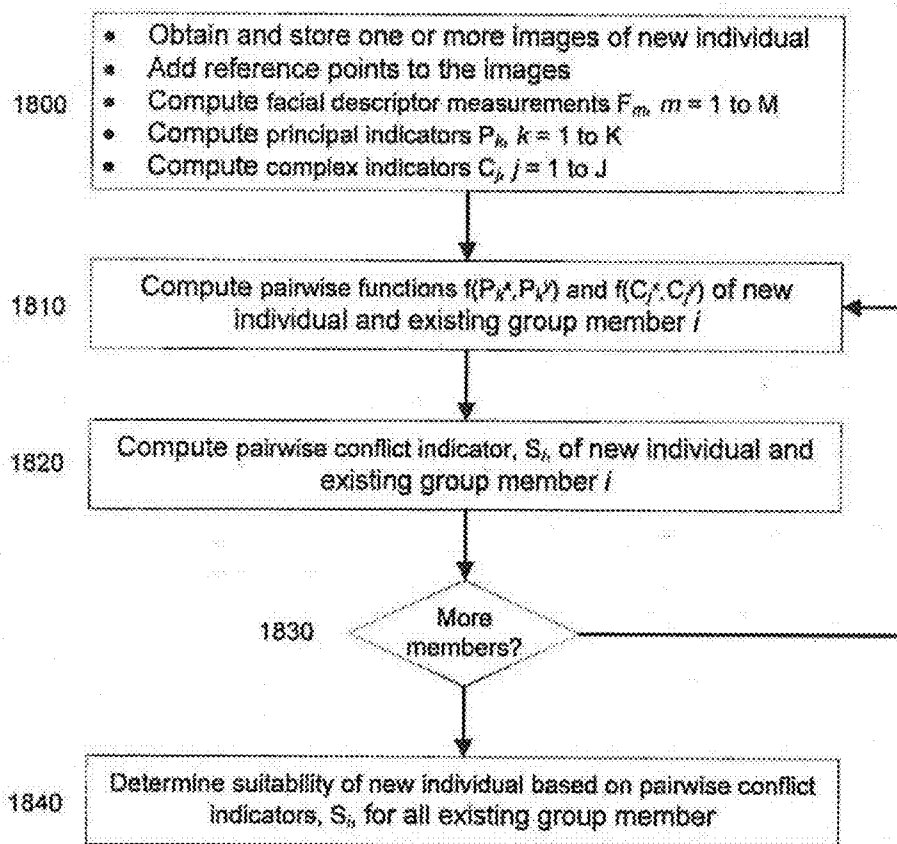 1800
• Obtain and store one or more images of new individual
• Add reference points to the images
• Compute facial descriptor measurements Fm, m = 1 to M
• Compute principal indicators Pk, k = 1 to K
• Compute complex indicators Cj, j = 1 to J
1810
Compute pairwise functions f(Pkˣ,Pkʸ) and f(Cjˣ,Cjʸ) of new
individual and existing group member i
1820
Compute pairwise conflict indicator, Si, of new individual and
existing group member i
1830
More
members?
1840
Determine suitability of new individual based on pairwise conflict
indicators, Si, for all existing group member